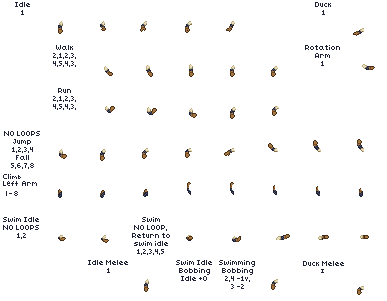 Idle
1
Duck
1
Walk
2,1,2,3,
4,5,4,3,
Rotation
Arm
1
Run
2,1,2,3,
4,5,4,3,
NO LOOPS
Jump
1,2,3,4
Fall
5,6,7,8
Climb
Left Arm
1-8
Swim Idle
NO LOOPS
1,2
Swim
NO LOOP,
Return to
swim idle
1,2,3,4,5
Swim Idle
Bobbing
Idle +0
Swimming
Bobbing
2,4 -1v,
3 -2
Idle Melee
1
Duck Melee
1